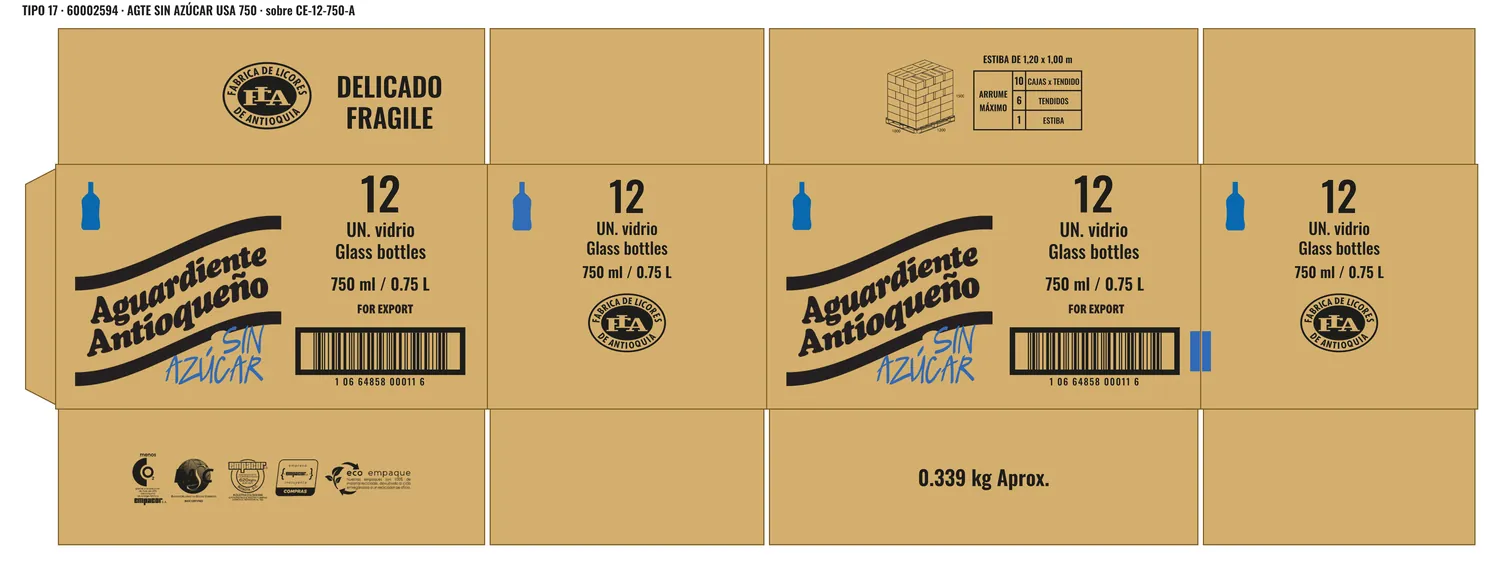 TIPO 17 · 60002594 · AGTE SIN AZÚCAR USA 750 · sobre CE-12-750-A
FÁBRICA DE LICORES
FLA
DE ANTIOQUIA
DELICADO
FRAGILE
ESTIBA DE 1,20 x 1,00 m
ARRUME
MÁXIMO
10 CAJAS x TENDIDO
6 TENDIDOS
1 ESTIBA
12
UN. vidrio
Glass bottles
750 ml / 0.75 L
FOR EXPORT
Aguardiente
Antioqueño
SIN
AZÚCAR
1 06 64858 00011 6
12
UN. vidrio
Glass bottles
750 ml / 0.75 L
FÁBRICA DE LICORES
FLA
DE ANTIOQUIA
12
UN. vidrio
Glass bottles
750 ml / 0.75 L
FOR EXPORT
Aguardiente
Antioqueño
SIN
AZÚCAR
1 06 64858 00011 6
12
UN. vidrio
Glass bottles
750 ml / 0.75 L
FÁBRICA DE LICORES
FLA
DE ANTIOQUIA
menos
empacor
empacor
empacor
COMPRAS
eco empaque
0.339 kg Aprox.